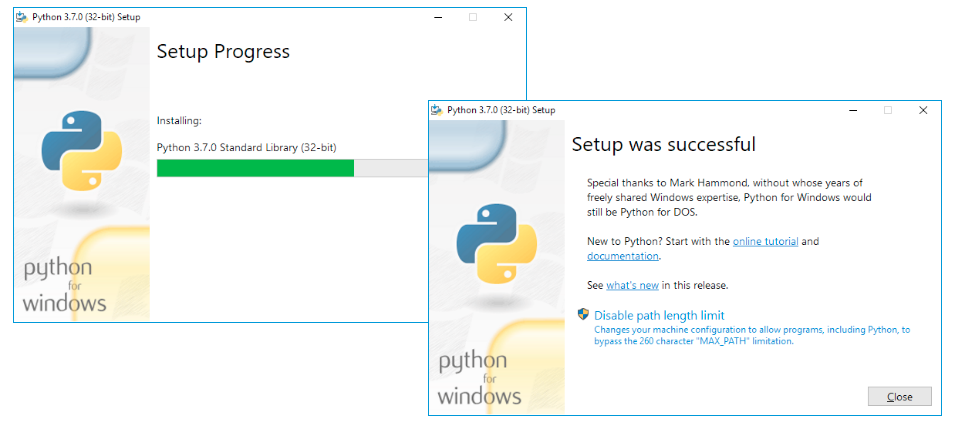 Python 3.7.0 (32-bit) Setup
Setup Progress
Installing:
Python 3.7.0 Standard Library (32-bit)
python
for
windows
Python 3.7.0 (32-bit) Setup
Setup was successful
Special thanks to Mark Hammond, without whose years of
freely shared Windows expertise, Python for Windows would
still be Python for DOS.
New to Python? Start with the online tutorial and
documentation.
See what's new in this release.
Disable path length limit
Changes your machine configuration to allow programs, including Python, to
bypass the 260 character "MAX_PATH" limitation.
python
for
windows
Close